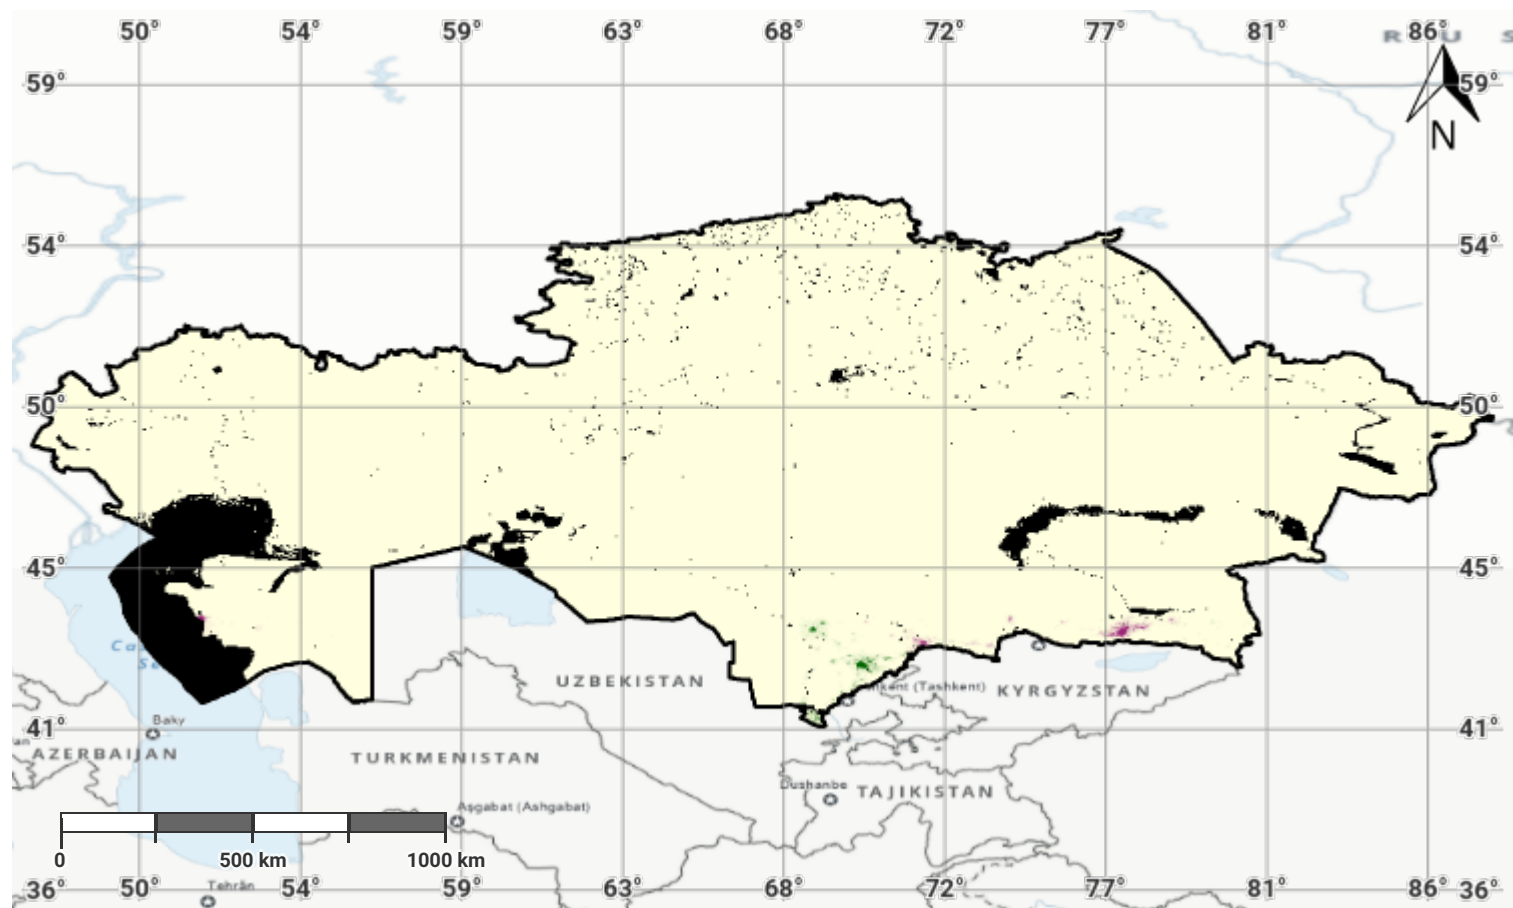 50° 54° 59° 63° 68° 72° 77° 81° 86°
R U S
59° 59°
N
54° 54°
50° 50°
45° 45°
UZBEKISTAN
(Tashkent)
KYRGYZSTAN
Baky
41° 41°
AZERBAIJAN
TURKMENISTAN
Dushanbe
TAJIKISTAN
Aşgabat (Ashgabat)
0 500 km 1000 km
Tehrān
36° 50° 54° 59° 63° 68° 72° 77° 81° 86° 36°